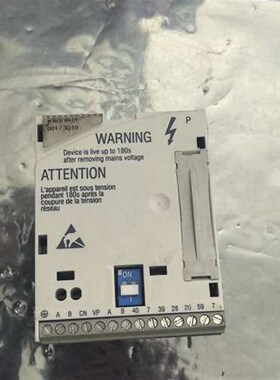 WARNING
P
Device is live up to 180s
after removing mains voltage
ATTENTION
L'appareil est sous tension
pendant 180s après la
coupure de la tension
réseau
ON
A B CN VP A B 40 7 39 28 20 59 7